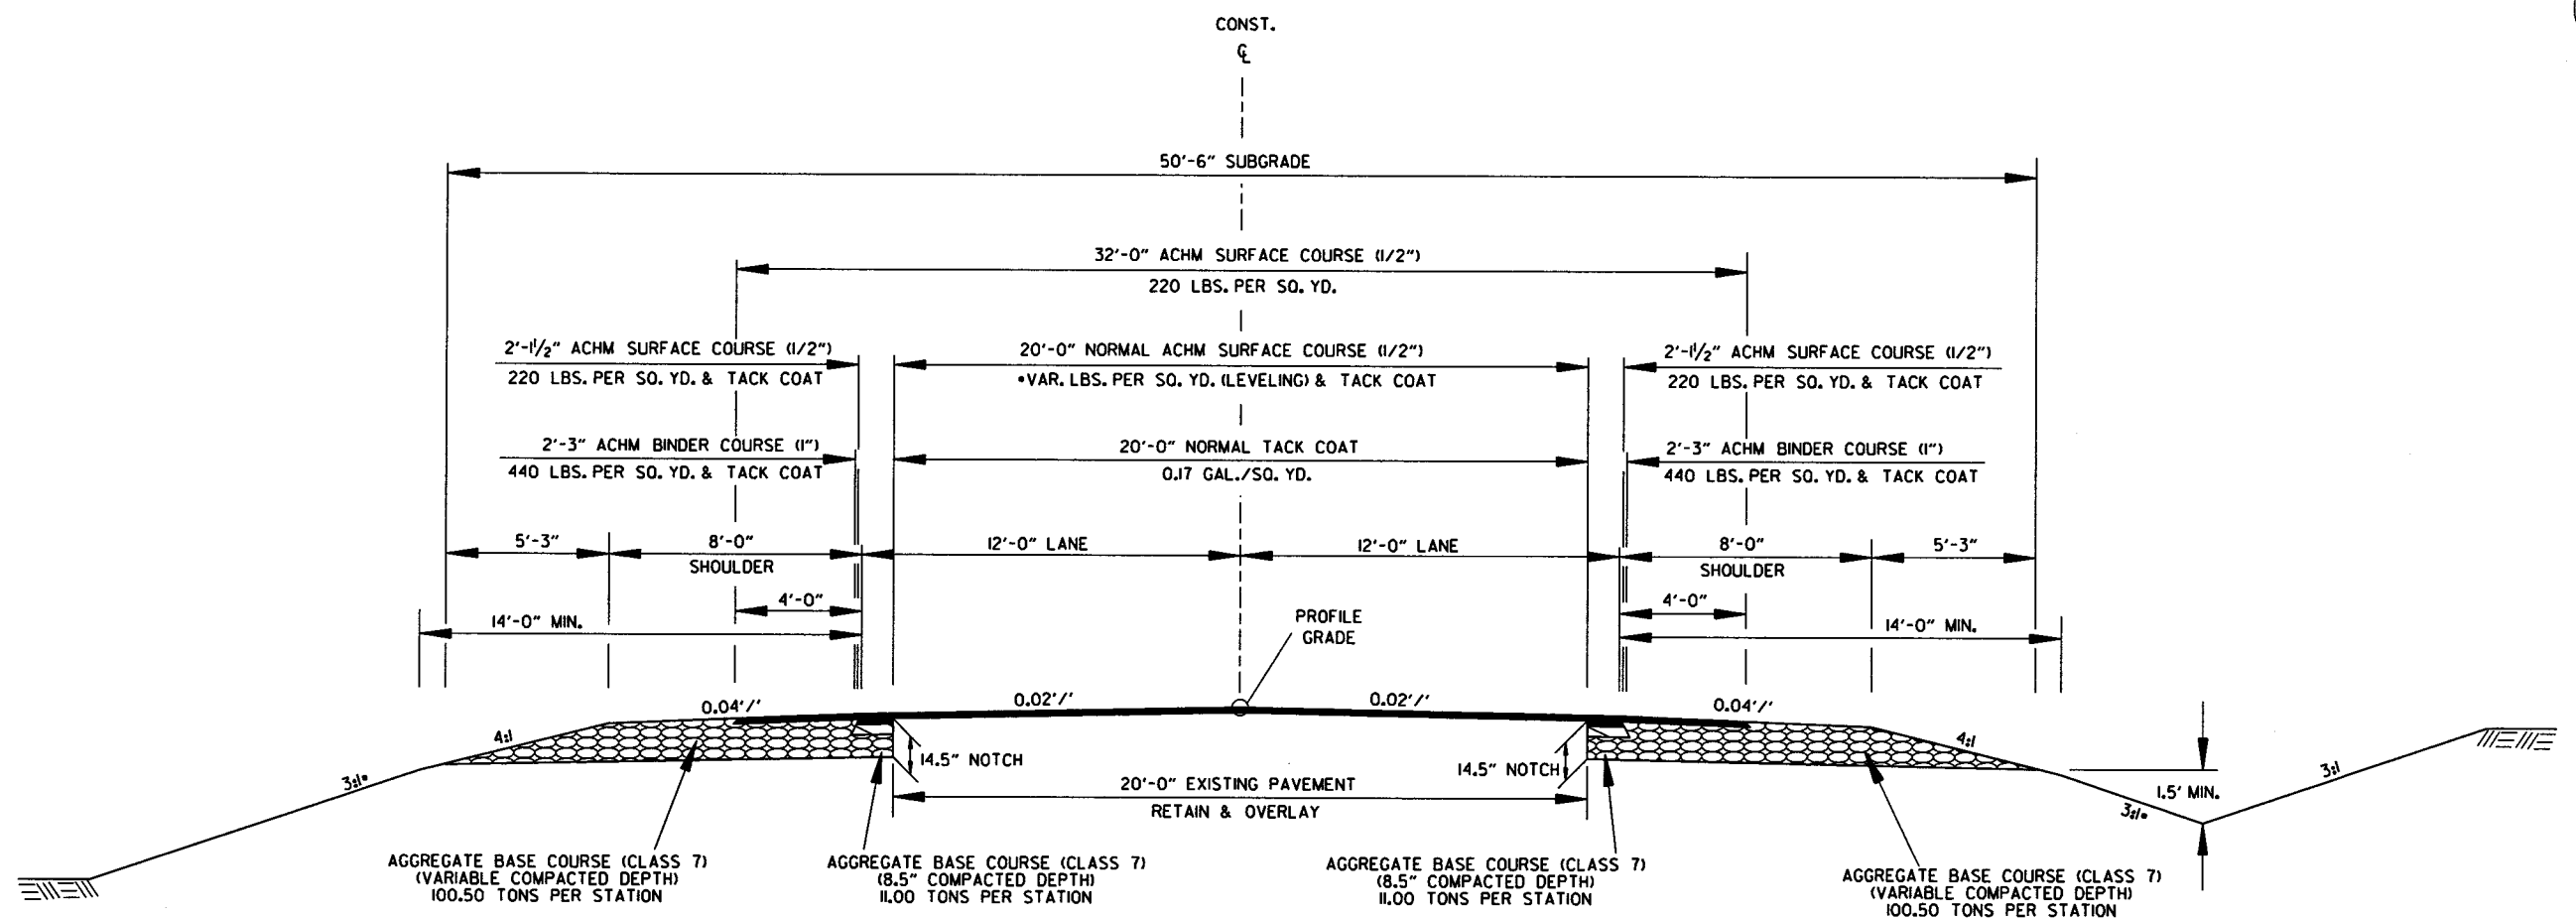 CONST.
℄
50'-6" SUBGRADE
32'-0" ACHM SURFACE COURSE (1/2")
220 LBS. PER SQ. YD.
2'-1½" ACHM SURFACE COURSE (1/2")
220 LBS. PER SQ. YD. & TACK COAT
20'-0" NORMAL ACHM SURFACE COURSE (1/2")
•VAR. LBS. PER SQ. YD. (LEVELING) & TACK COAT
2'-1½" ACHM SURFACE COURSE (1/2")
220 LBS. PER SQ. YD. & TACK COAT
2'-3" ACHM BINDER COURSE (1")
440 LBS. PER SQ. YD. & TACK COAT
20'-0" NORMAL TACK COAT
0.17 GAL./SQ. YD.
2'-3" ACHM BINDER COURSE (1")
440 LBS. PER SQ. YD. & TACK COAT
5'-3"
8'-0"
SHOULDER
12'-0" LANE
12'-0" LANE
8'-0"
SHOULDER
5'-3"
4'-0"
4'-0"
14'-0" MIN.
PROFILE
GRADE
14'-0" MIN.
0.04'/'
0.02'/'
0.02'/'
0.04'/'
4:1
4:1
3:1•
14.5" NOTCH
14.5" NOTCH
3:1
20'-0" EXISTING PAVEMENT
RETAIN & OVERLAY
1.5' MIN.
3:1•
AGGREGATE BASE COURSE (CLASS 7)
(VARIABLE COMPACTED DEPTH)
100.50 TONS PER STATION
AGGREGATE BASE COURSE (CLASS 7)
(8.5" COMPACTED DEPTH)
11.00 TONS PER STATION
AGGREGATE BASE COURSE (CLASS 7)
(8.5" COMPACTED DEPTH)
11.00 TONS PER STATION
AGGREGATE BASE COURSE (CLASS 7)
(VARIABLE COMPACTED DEPTH)
100.50 TONS PER STATION